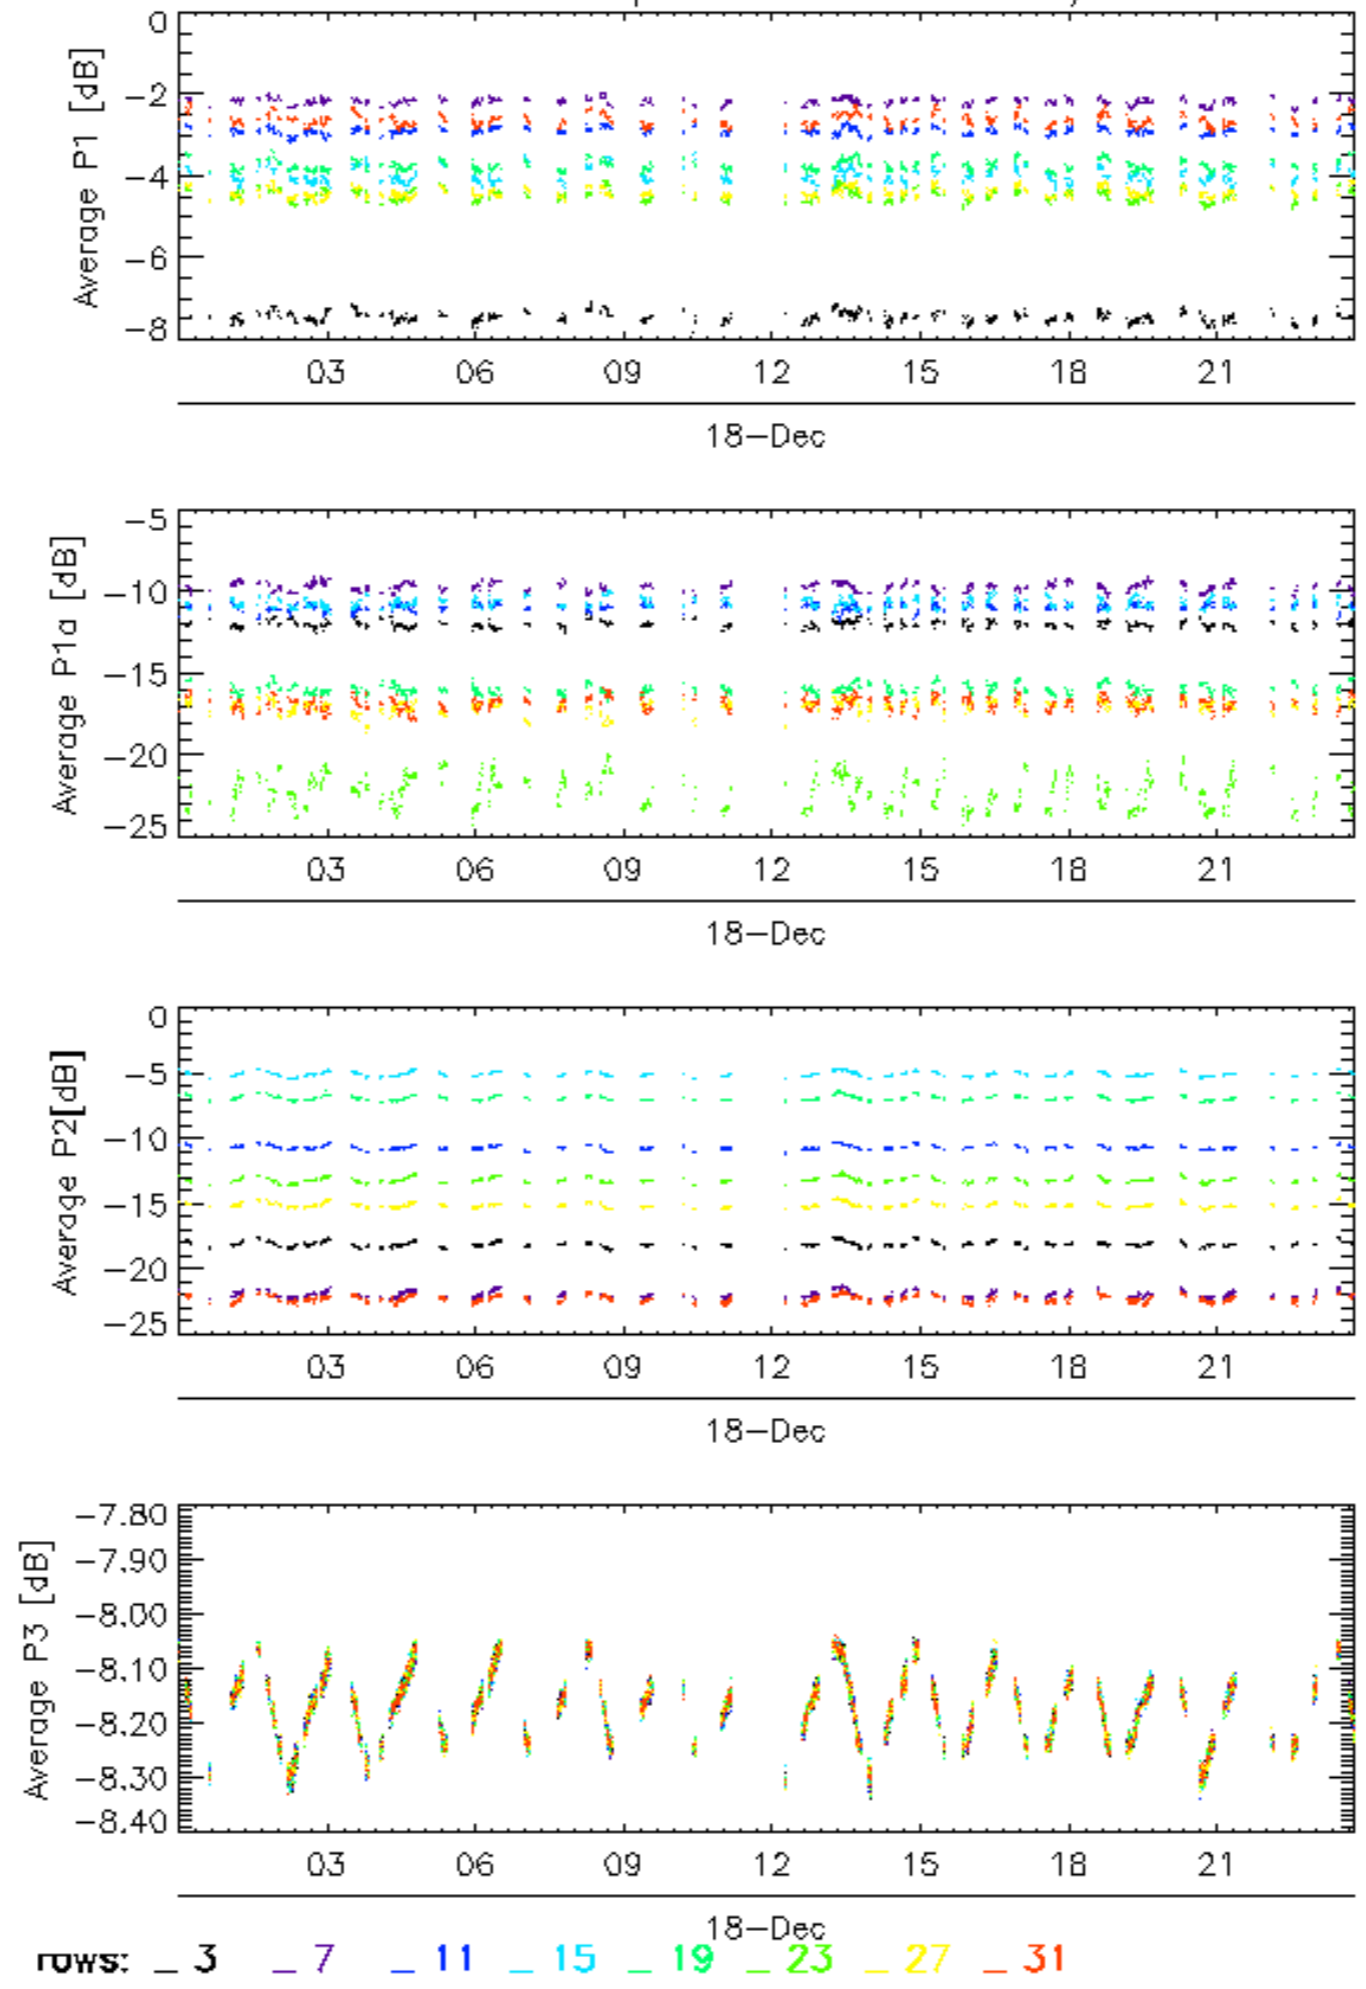 0
−2
−4
−6
−8
Average P1 [dB]
03 06 09 12 15 18 21
18−Dec
−5
−10
−15
−20
−25
Average P1a [dB]
03 06 09 12 15 18 21
18−Dec
0
−5
−10
−15
−20
−25
Average P2[dB]
03 06 09 12 15 18 21
18−Dec
−7.80
−7.90
−8.00
−8.10
−8.20
−8.30
−8.40
Average P3 [dB]
03 06 09 12 15 18 21
18−Dec
rows: _ 3 _ 7 _ 11 _ 15 _ 19 _ 23 _ 27 _ 31